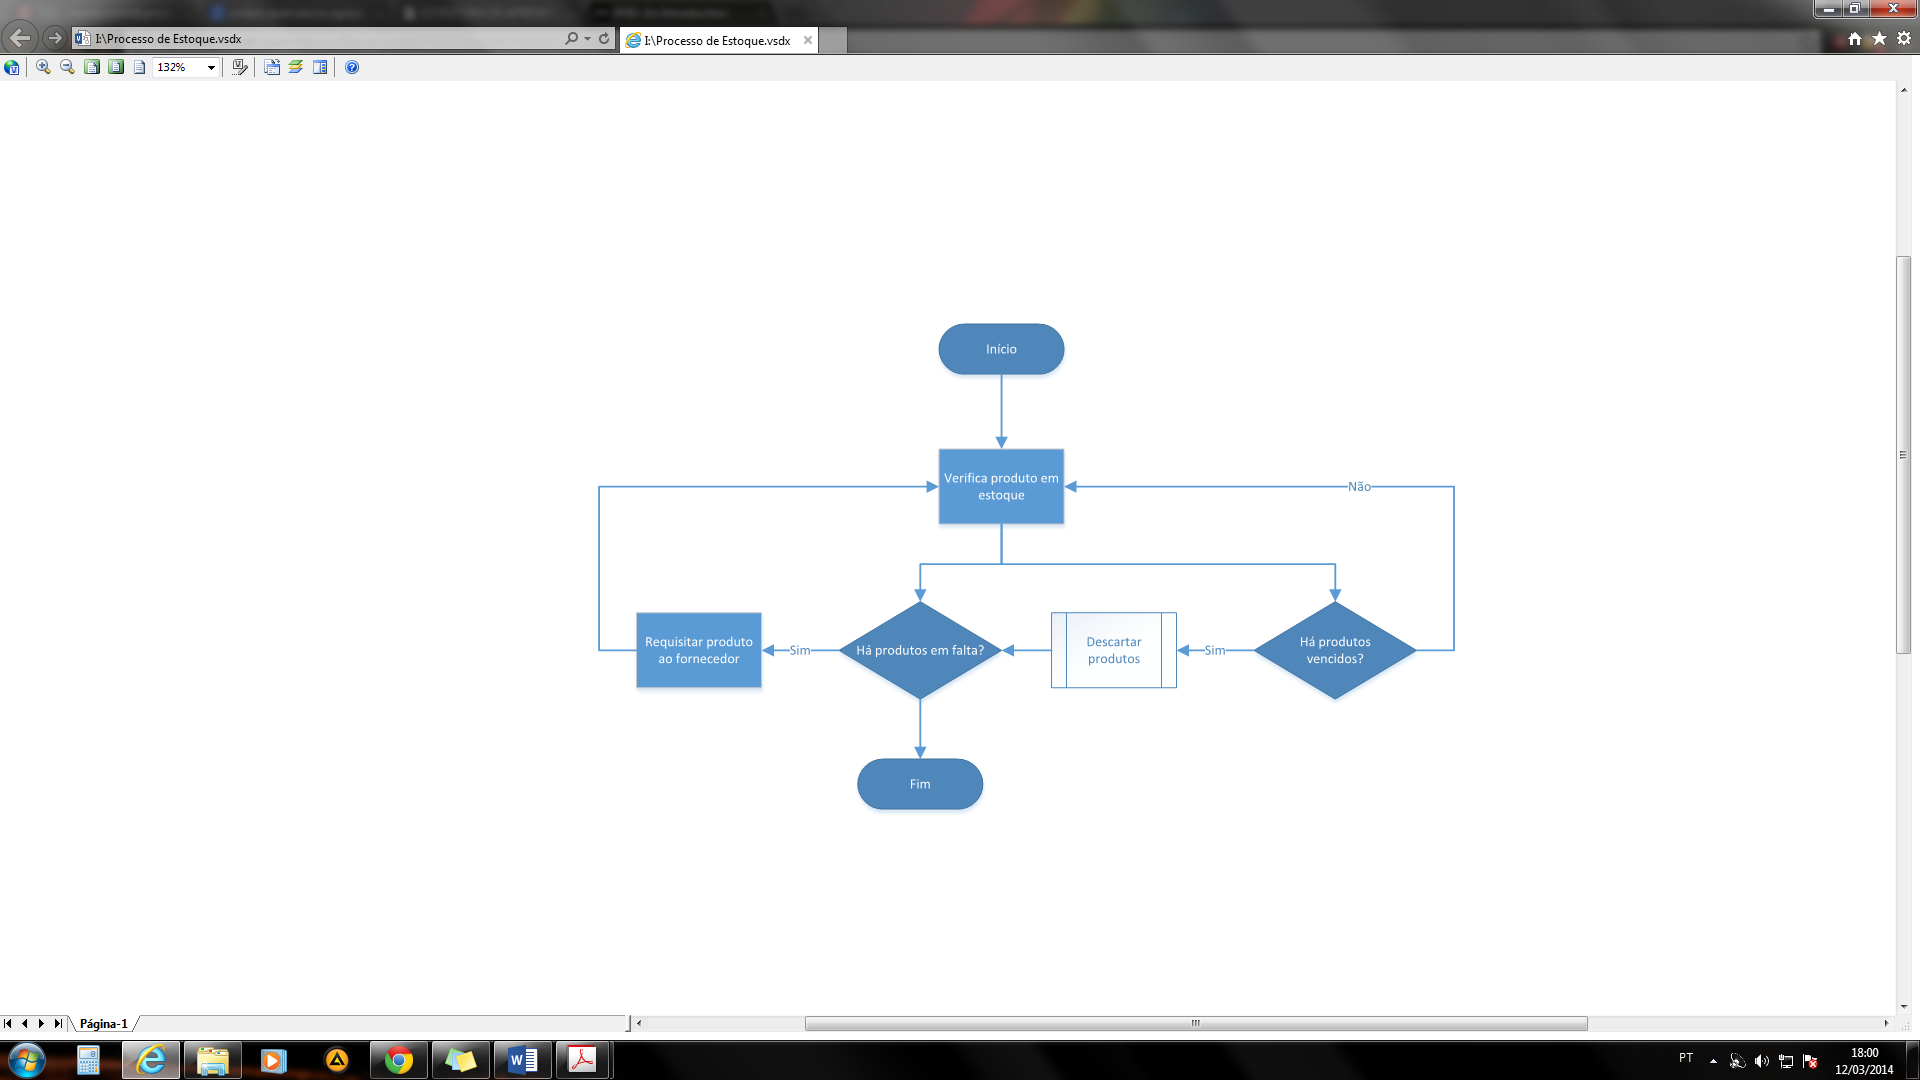 I:\Processo de Estoque.vsdx
I:\Processo de Estoque.vsdx
132%
Início
Verifica produto em
estoque
Não
Requisitar produto
ao fornecedor
Sim
Há produtos em falta?
Descartar
produtos
Sim
Há produtos
vencidos?
Fim
Página-1
PT
18:00
12/03/2014